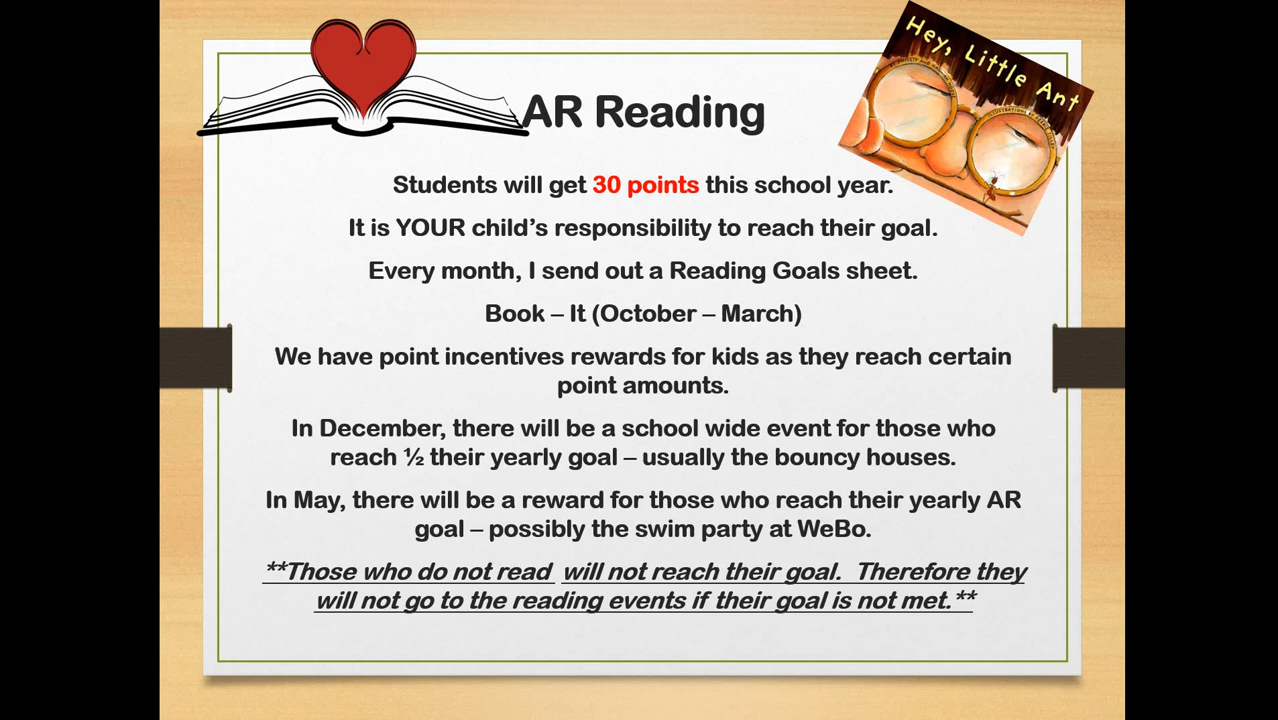 Hey, Little Ant
AR Reading
Students will get 30 points this school year.
It is YOUR child’s responsibility to reach their goal.
Every month, I send out a Reading Goals sheet.
Book – It (October – March)
We have point incentives rewards for kids as they reach certain
point amounts.
In December, there will be a school wide event for those who
reach ½ their yearly goal – usually the bouncy houses.
In May, there will be a reward for those who reach their yearly AR
goal – possibly the swim party at WeBo.
**Those who do not read will not reach their goal. Therefore they
will not go to the reading events if their goal is not met.**